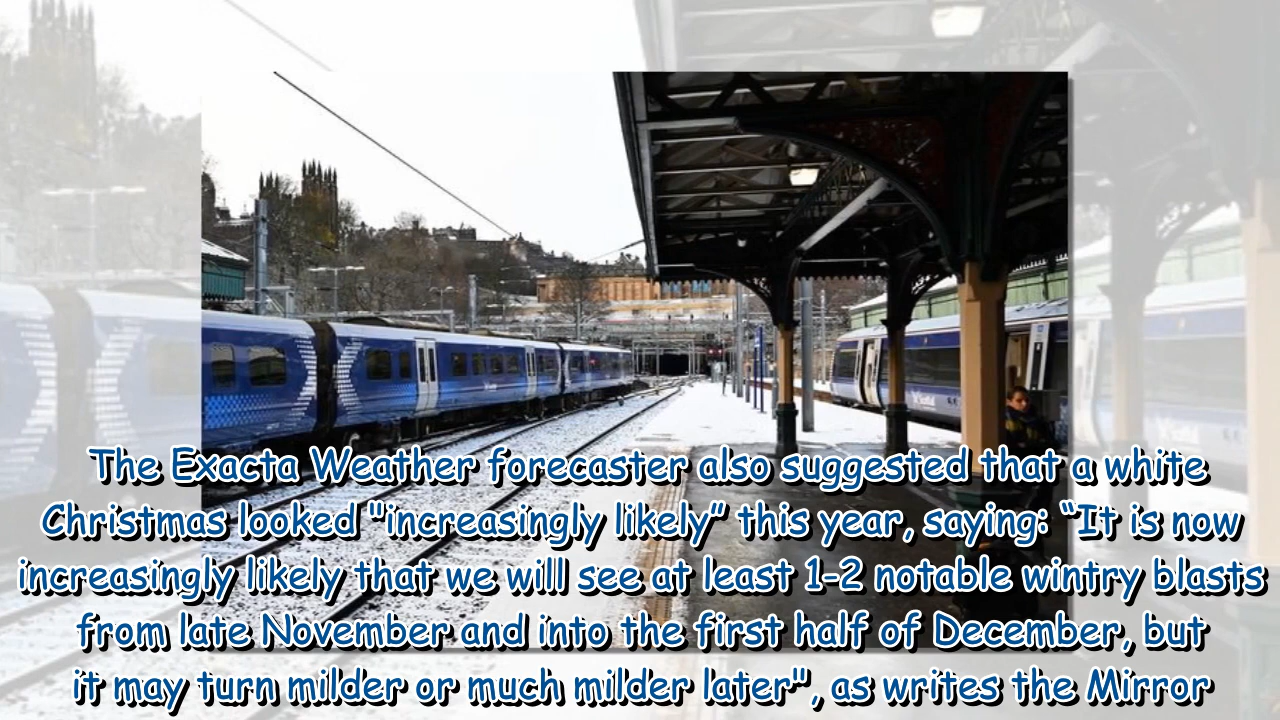 The Exacta Weather forecaster also suggested that a white
Christmas looked "increasingly likely” this year, saying: “It is now
increasingly likely that we will see at least 1-2 notable wintry blasts
from late November and into the first half of December, but
it may turn milder or much milder later", as writes the Mirror